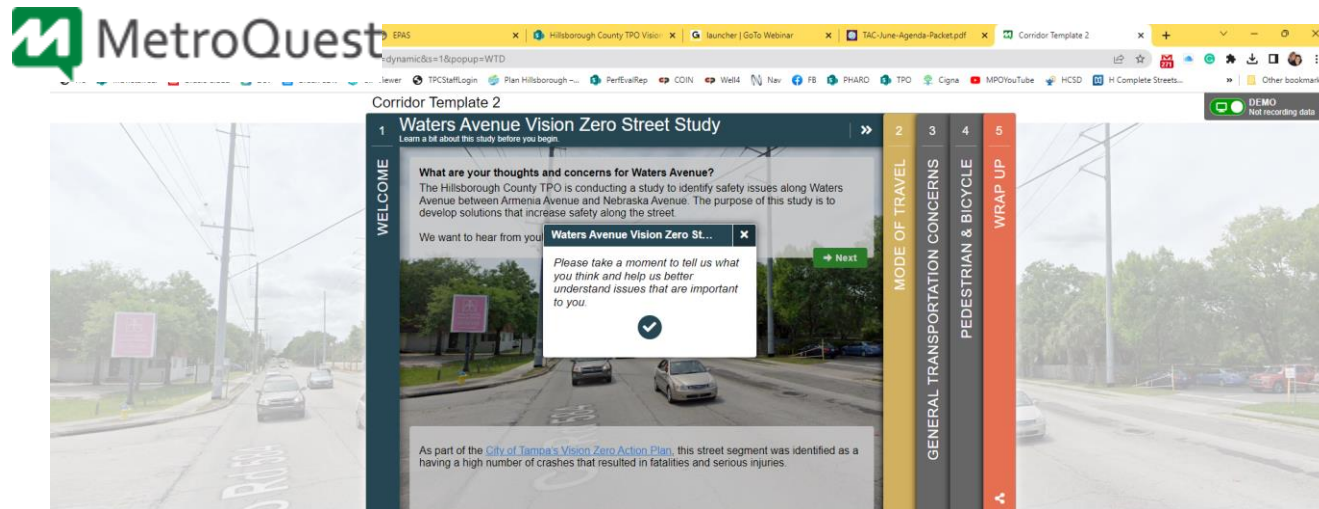 MetroQuest
EPAS
Hillsborough County TPO Vision
launcher | GoTo Webinar
TAC-June-Agenda-Packet.pdf
Corridor Template 2
=dynamic&s=1&popup=WTD
271
TPCStaffLogin
Plan Hillsborough –...
PerfEvalRep
COIN
Well4
Nav
FB
PHARO
TPO
Cigna
MPOYouTube
HCSD
H Complete Streets...
Other bookmark
Corridor Template 2
DEMO
Not recording data
1
Waters Avenue Vision Zero Street Study
Learn a bit about this study before you begin.
WELCOME
What are your thoughts and concerns for Waters Avenue?
The Hillsborough County TPO is conducting a study to identify safety issues along Waters
Avenue between Armenia Avenue and Nebraska Avenue. The purpose of this study is to
develop solutions that increase safety along the street.
We want to hear from you!
Next
Waters Avenue Vision Zero St...
Please take a moment to tell us what
you think and help us better
understand issues that are important
to you.
As part of the City of Tampa's Vision Zero Action Plan, this street segment was identified as a
having a high number of crashes that resulted in fatalities and serious injuries.
2
MODE OF TRAVEL
3
GENERAL TRANSPORTATION CONCERNS
4
PEDESTRIAN & BICYCLE
5
WRAP UP